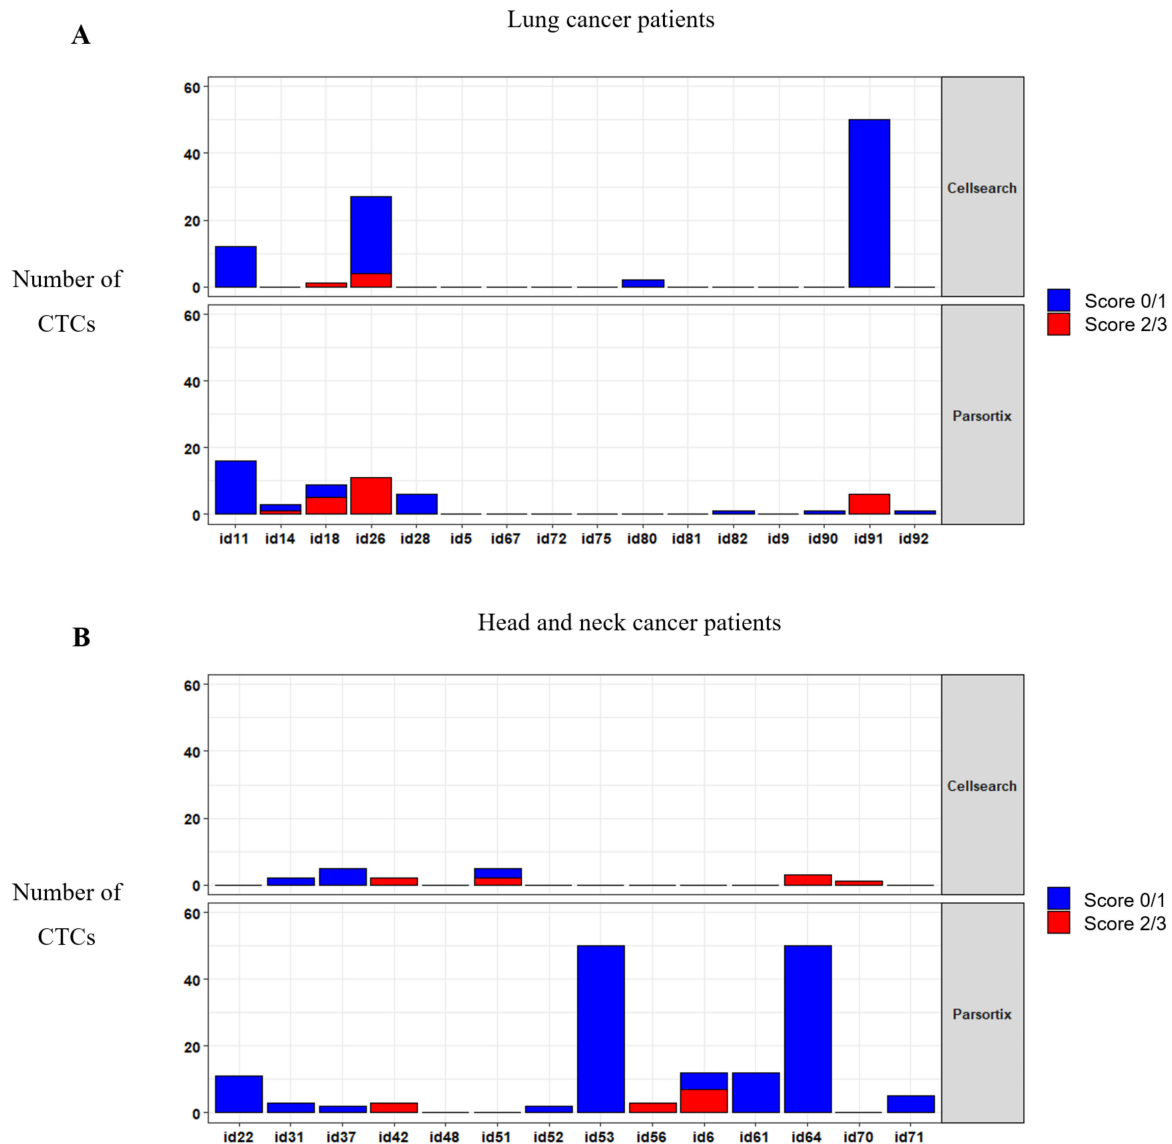 A
Lung cancer patients
60
40
20
0
Cellsearch
Number of
CTCs
60
40
20
0
Parsortix
Score 0/1
Score 2/3
id11 id14 id18 id26 id28 id5 id67 id72 id75 id80 id81 id82 id9 id90 id91 id92
B
Head and neck cancer patients
60
40
20
0
Cellsearch
Number of
CTCs
60
40
20
0
Parsortix
Score 0/1
Score 2/3
id22 id31 id37 id42 id48 id51 id52 id53 id56 id6 id61 id64 id70 id71